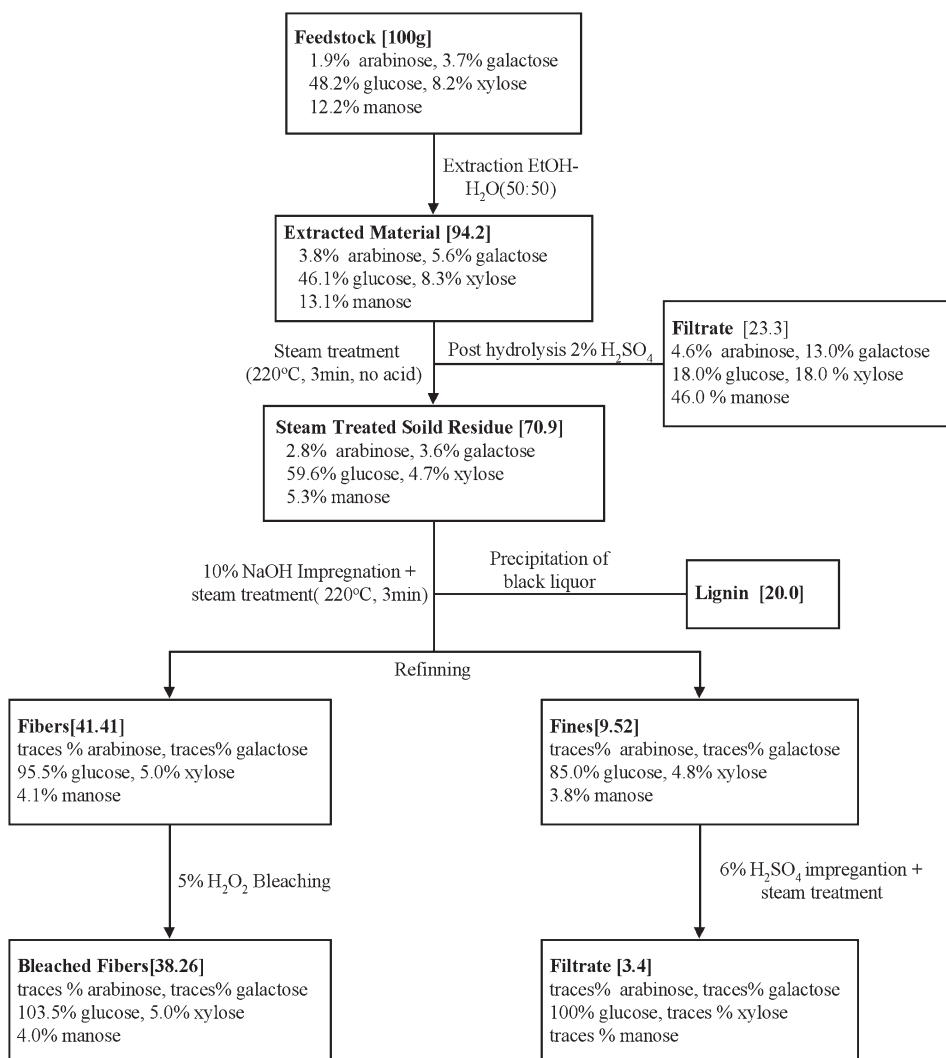 Feedstock [100g]
1.9% arabinose, 3.7% galactose
48.2% glucose, 8.2% xylose
12.2% manose
Extraction EtOH-
H₂O(50:50)
Extracted Material [94.2]
3.8% arabinose, 5.6% galactose
46.1% glucose, 8.3% xylose
13.1% manose
Steam treatment
(220°C, 3min, no acid)
Post hydrolysis 2% H₂SO₄
Filtrate [23.3]
4.6% arabinose, 13.0% galactose
18.0% glucose, 18.0 % xylose
46.0 % manose
Steam Treated Soild Residue [70.9]
2.8% arabinose, 3.6% galactose
59.6% glucose, 4.7% xylose
5.3% manose
10% NaOH Impregnation +
steam treatment( 220°C, 3min)
Precipitation of
black liquor
Lignin [20.0]
Refinning
Fibers[41.41]
traces % arabinose, traces% galactose
95.5% glucose, 5.0% xylose
4.1% manose
Fines[9.52]
traces% arabinose, traces% galactose
85.0% glucose, 4.8% xylose
3.8% manose
5% H₂O₂ Bleaching
6% H₂SO₄ impregantion +
steam treatment
Bleached Fibers[38.26]
traces % arabinose, traces% galactose
103.5% glucose, 5.0% xylose
4.0% manose
Filtrate [3.4]
traces% arabinose, traces% galactose
100% glucose, traces % xylose
traces % manose